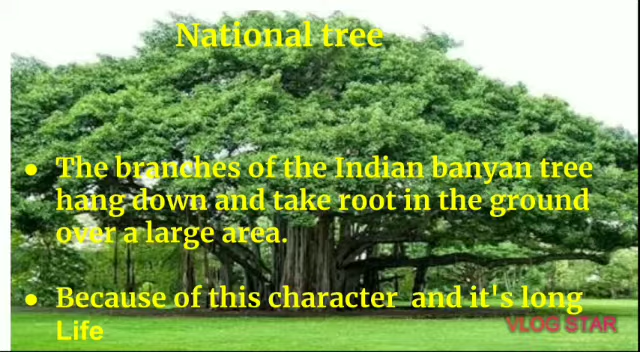 National tree
● The branches of the Indian banyan tree
hang down and take root in the ground
over a large area.
● Because of this character and it's long
Life
VLOG STAR